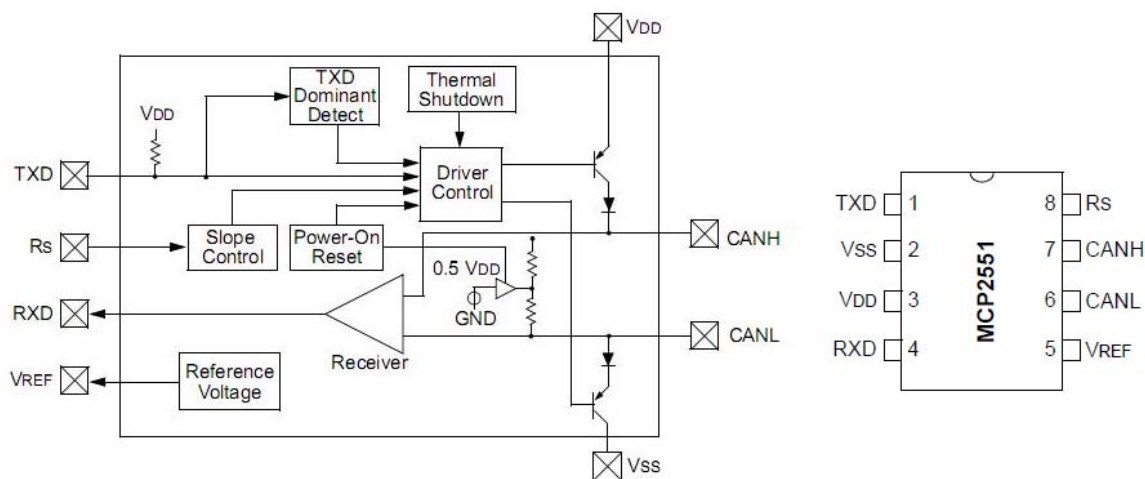 VDD
TXD
Dominant
Detect
Thermal
Shutdown
VDD
TXD
Driver
Control
Rs
Slope
Control
Power-On
Reset
CANH
0.5 VDD
GND
RXD
Receiver
CANL
VREF
Reference
Voltage
VSS
MCP2551
TXD 1
VSS 2
VDD 3
RXD 4
8 Rs
7 CANH
6 CANL
5 VREF